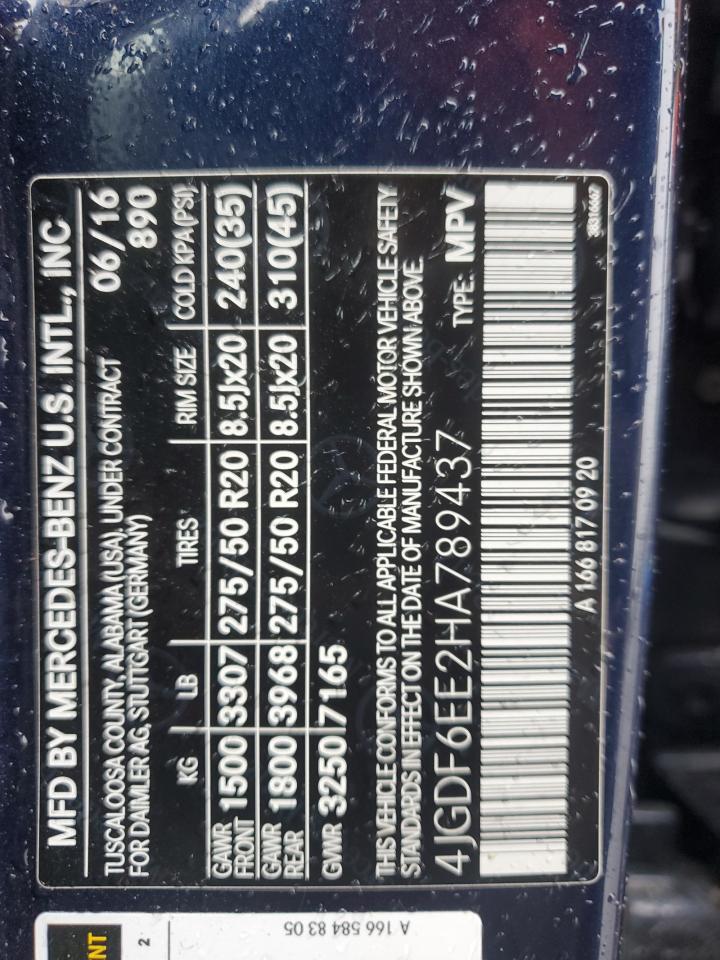 MFD BY MERCEDES-BENZ U.S. INTL., INC
TUSCALOOSA COUNTY, ALABAMA (USA), UNDER CONTRACT 06/16
FOR DAIMLER AG, STUTTGART (GERMANY) 890
KG LB TIRES RIM SIZE COLD KPA(PSI)
GAWR FRONT 1500 3307 275/50 R20 8.5Jx20 240(35)
GAWR REAR 1800 3968 275/50 R20 8.5Jx20 310(45)
GWR 3250 7165
THIS VEHICLE CONFORMS TO ALL APPLICABLE FEDERAL MOTOR VEHICLE SAFETY
STANDARDS IN EFFECT ON THE DATE OF MANUFACTURE SHOWN ABOVE.
4JGDF6EE2HA789437 TYPE: MPV
A 166 817 09 20
NT
2
A 166 584 83 05